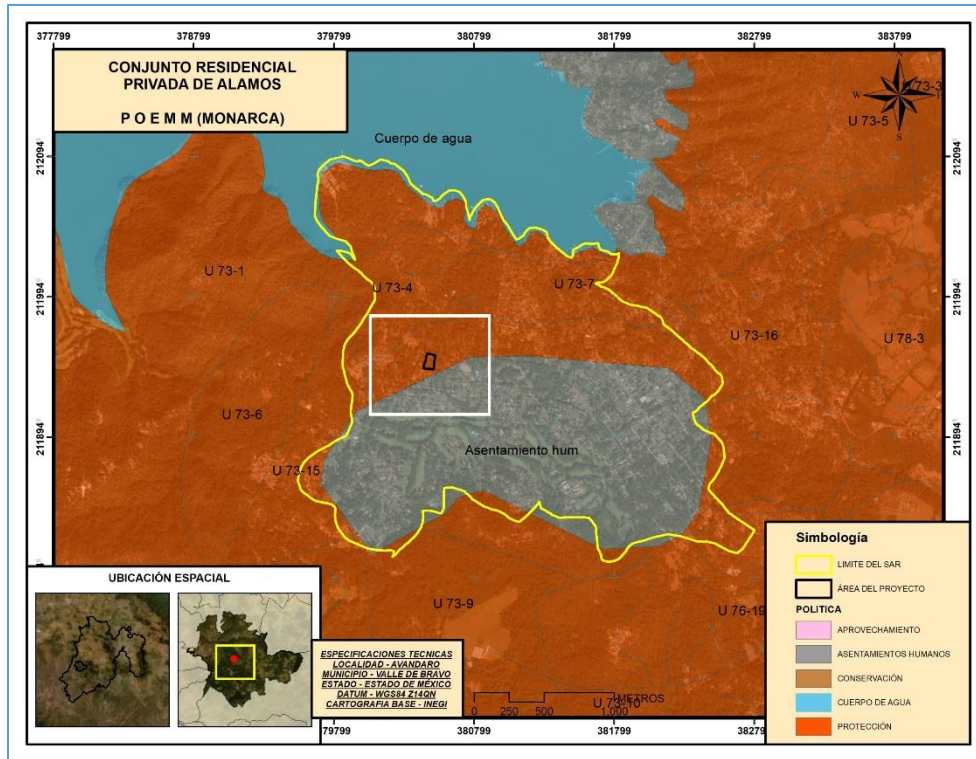 377799 378799 379799 380799 381799 382799 383799
CONJUNTO RESIDENCIAL
PRIVADA DE ALAMOS
P O E M M (MONARCA)
Cuerpo de agua
U 73-3
U 73-5
W
S
212094
212094
U 73-1
U 73-4
U 73-7
211994
211994
U 73-16
U 78-3
U 73-6
211894
211894
Asentamiento hum
U 73-15
U 73-9
U 76-19
U 73-10
UBICACIÓN ESPACIAL
ESPECIFICACIONES TECNICAS
LOCALIDAD - AVANDARO
MUNICIPIO - VALLE DE BRAVO
ESTADO - ESTADO DE MÉXICO
DATUM - WGS84 Z14QN
CARTOGRAFIA BASE - INEGI
METROS
0 250 500 1,000
Simbología
LIMITE DEL SAR
ÁREA DEL PROYECTO
POLITICA
APROVECHAMIENTO
ASENTAMIENTOS HUMANOS
CONSERVACIÓN
CUERPO DE AGUA
PROTECCIÓN
79799 380799 381799